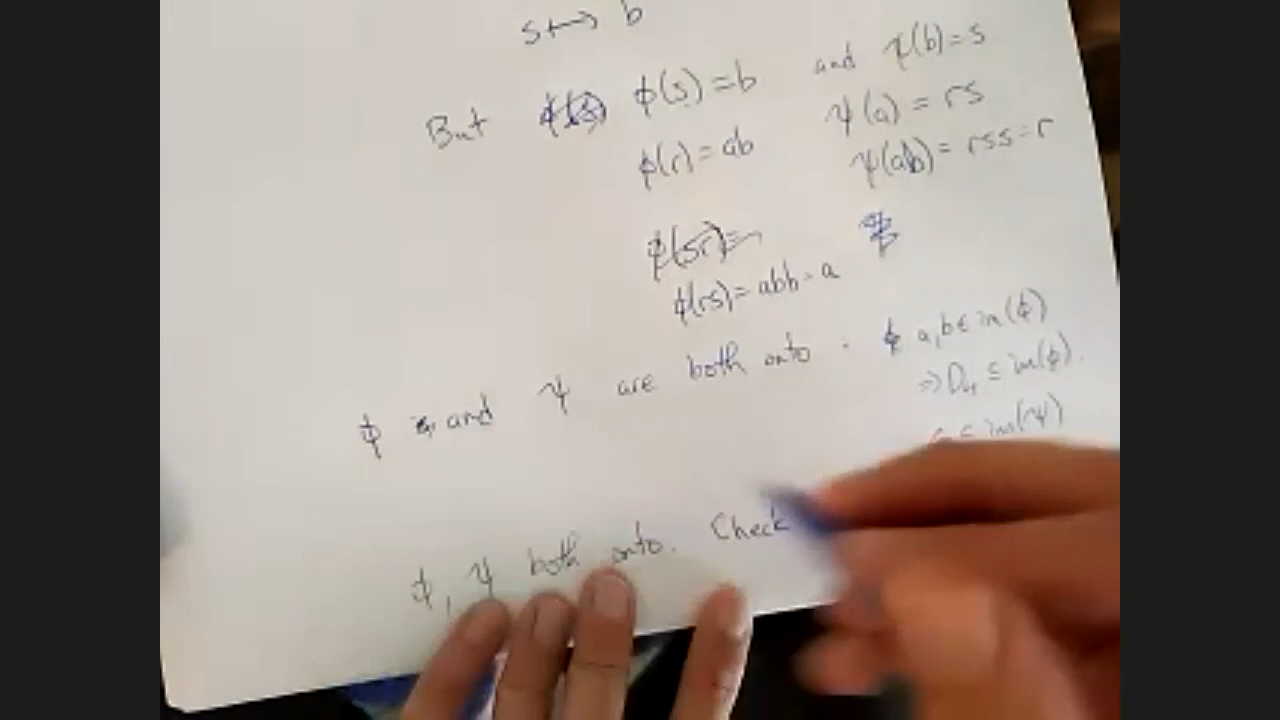 s ↦ b
But ϕ(s) = b and ψ(b) = s
ϕ(r) = ab ψ(a) = rs
ψ(ab) = rss = r
ϕ(sr) =
ϕ(rs) = abb = a
ϕ and ψ are both onto. a, b ∈ im(ϕ)
⇒ D₄ ⊆ im(ϕ).
⊆ im(ψ)
ϕ, ψ both onto. Check